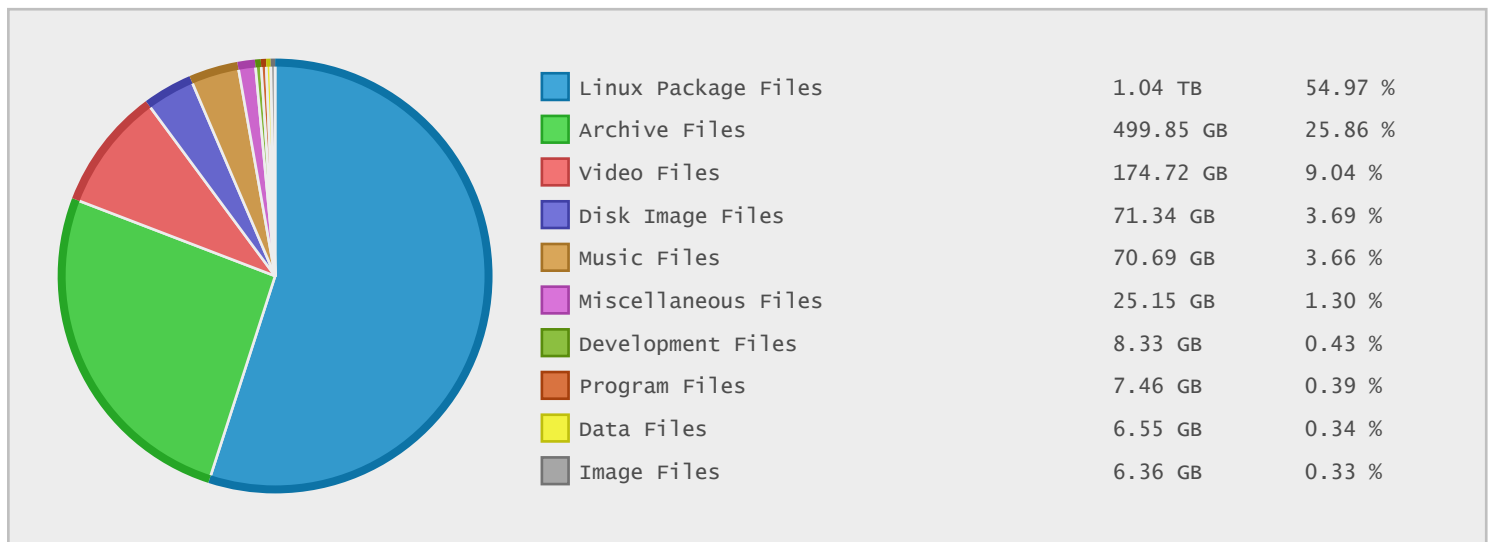 Linux Package Files 1.04 TB 54.97 %
Archive Files 499.85 GB 25.86 %
Video Files 174.72 GB 9.04 %
Disk Image Files 71.34 GB 3.69 %
Music Files 70.69 GB 3.66 %
Miscellaneous Files 25.15 GB 1.30 %
Development Files 8.33 GB 0.43 %
Program Files 7.46 GB 0.39 %
Data Files 6.55 GB 0.34 %
Image Files 6.36 GB 0.33 %